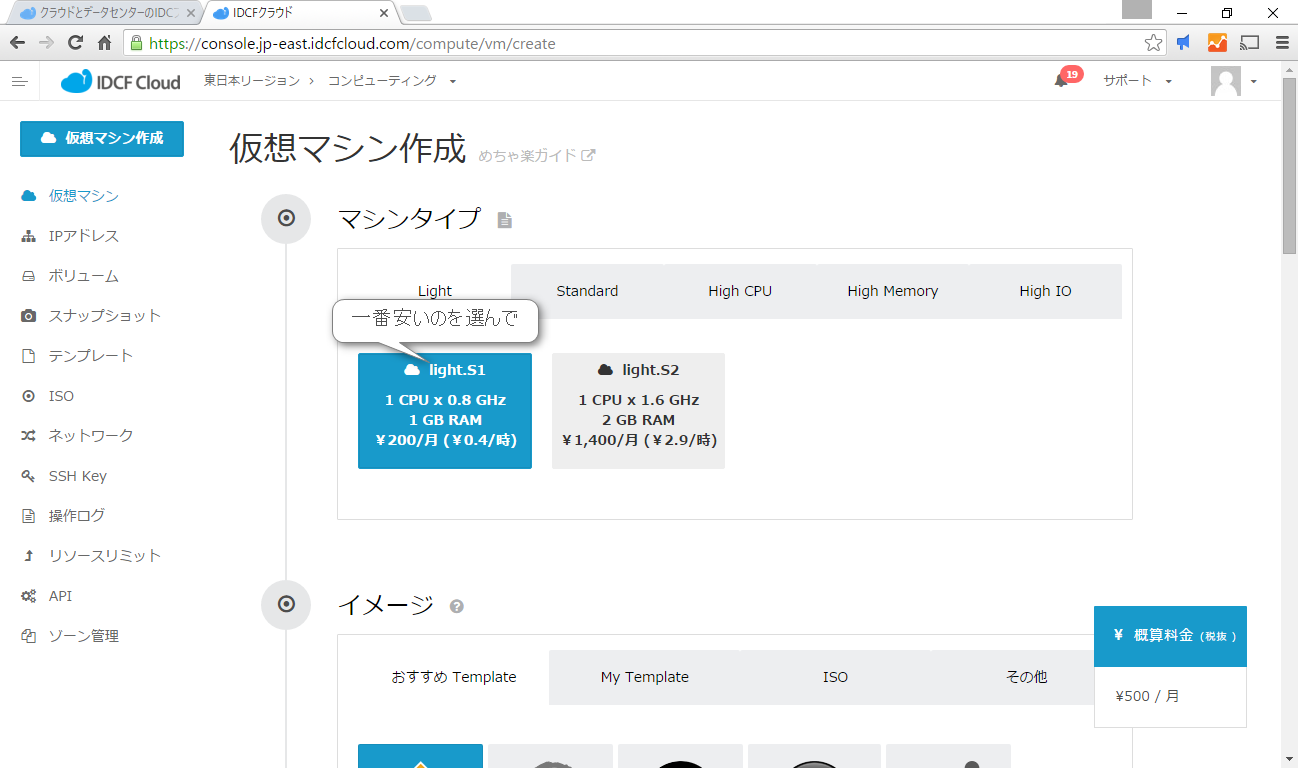 クラウドとデータセンターのIDCフ
IDCFクラウド
https://console.jp-east.idcfcloud.com/compute/vm/create
IDCF Cloud
東日本リージョン > コンピューティング
19
サポート
仮想マシン作成
仮想マシン
IPアドレス
ボリューム
スナップショット
テンプレート
ISO
ネットワーク
SSH Key
操作ログ
リソースリミット
API
ゾーン管理
仮想マシン作成 めちゃ楽ガイド
マシンタイプ
Light Standard High CPU High Memory High IO
一番安いのを選んで
light.S1
1 CPU x 0.8 GHz
1 GB RAM
¥200/月 (¥0.4/時)
light.S2
1 CPU x 1.6 GHz
2 GB RAM
¥1,400/月 (¥2.9/時)
イメージ ?
おすすめ Template My Template ISO その他
¥ 概算料金 (税抜 )
¥500 / 月